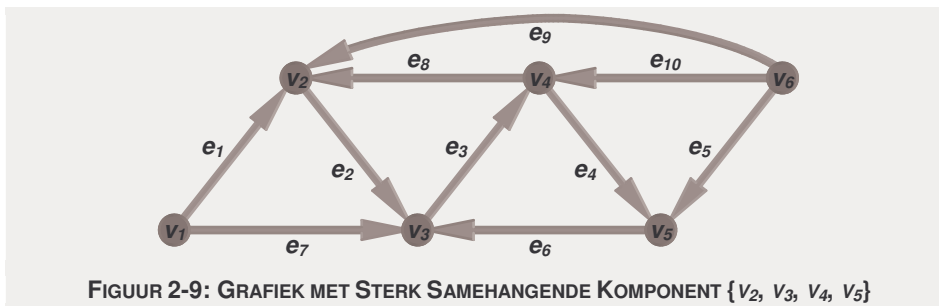 e9
e8
e10
v2
v4
v6
e1
e2
e3
e4
e5
v1
v3
v5
e7
e6
FIGUUR 2-9: GRAFIEK MET STERK SAMEHANGENDE KOMPONENT {v2, v3, v4, v5}